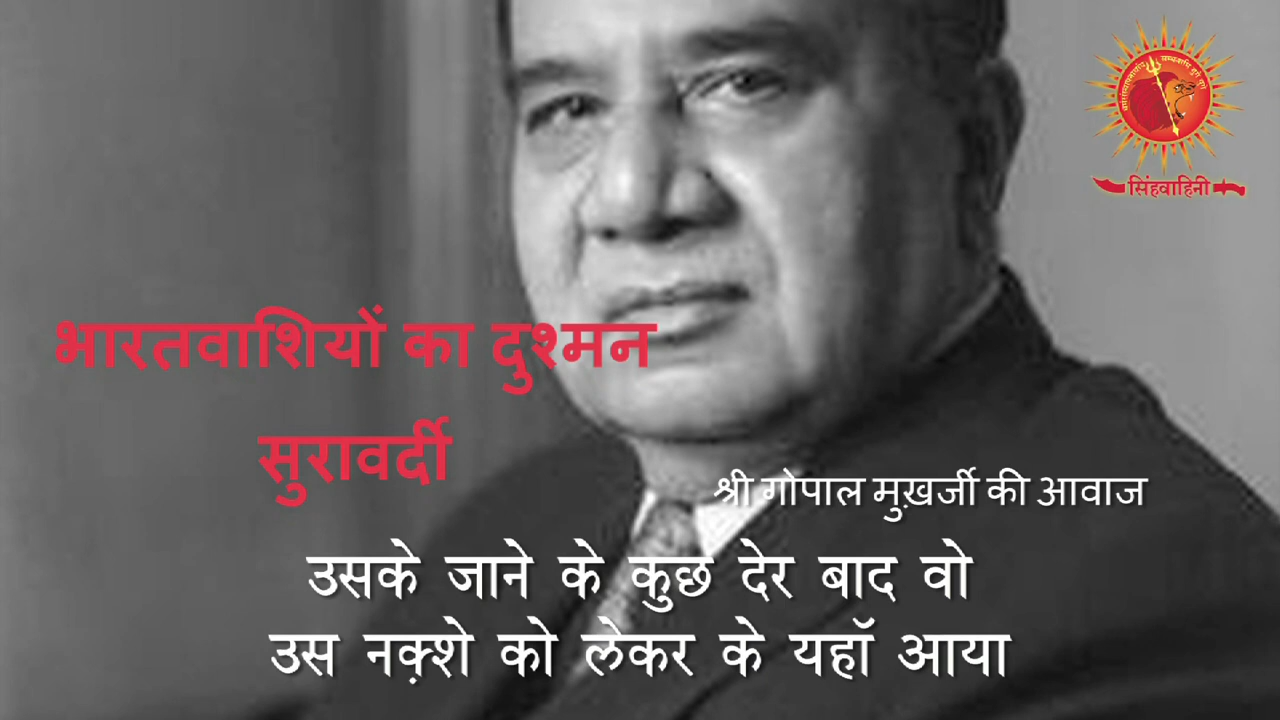 सिंहवाहिनी
भारतवाशियों का दुश्मन
सुरावर्दी
श्री गोपाल मुख़र्जी की आवाज
उसके जाने के कुछ देर बाद वो
उस नक़्शे को लेकर के यहाॅ आया